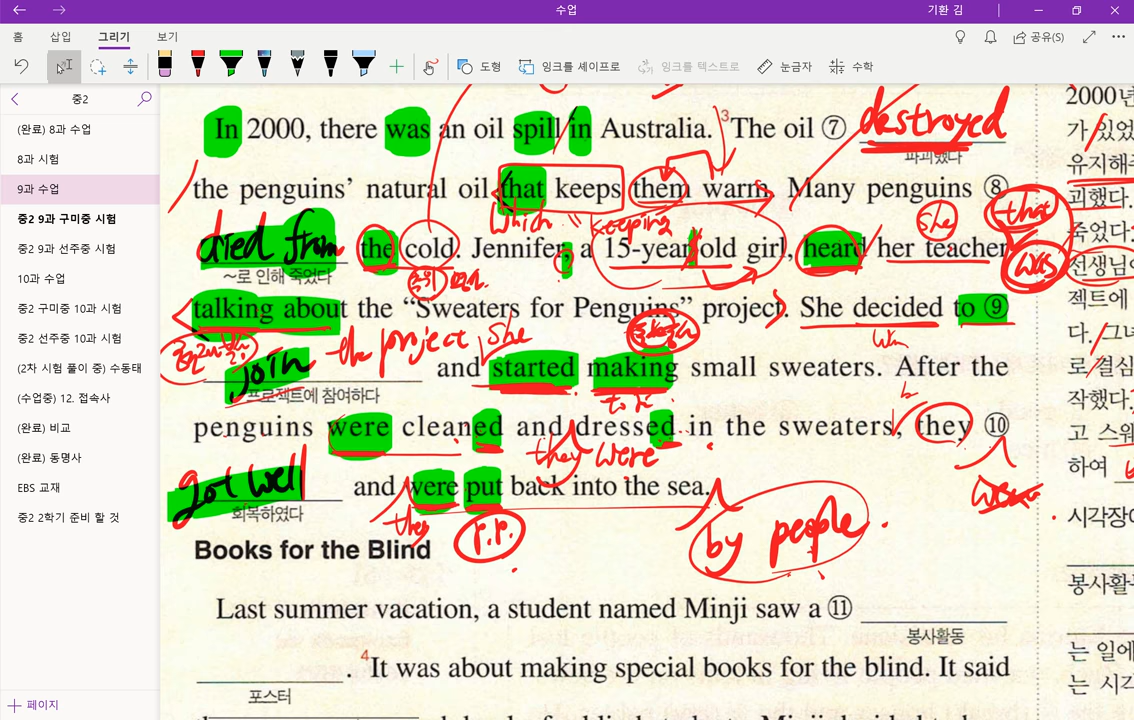 수업
기환 김
홈 삽입 그리기 보기
공유(S)
도형 잉크를 셰이프로 잉크를 텍스트로 눈금자 수학
중2
(완료) 8과 수업
8과 시험
9과 수업
중2 9과 구미중 시험
중2 9과 선주중 시험
10과 수업
중2 구미중 10과 시험
중2 선주중 10과 시험
(2차 시험 풀이 중) 수동태
(수업중) 12. 접속사
(완료) 비교
(완료) 동명사
EBS 교재
중2 2학기 준비 할 것
페이지
In 2000, there was an oil spill in Australia. 3 The oil ⑦ destroyed
파괴했다
the penguins' natural oil that keeps them warm. Many penguins ⑧
which keeping she that
died from the cold. Jennifer, a 15-year old girl, heard her teacher
~로 인해 죽었다 was
talking about the "Sweaters for Penguins" project. She decided to ⑨
the project she
join and started making small sweaters. After the
프로젝트에 참여하다
penguins were cleaned and dressed in the sweaters, they ⑩
they were
got well and were put back into the sea.
회복하였다 they p.p. by people
Books for the Blind
Last summer vacation, a student named Minji saw a ⑪
봉사활동
. 4 It was about making special books for the blind. It said
포스터
2000년
가 있었
유지해주
괴했다.
죽었다
선생님이
젝트에
다. 그녀
로 결심
작했다
고 스웨
하여
시각장애
봉사활동
는 일에
는 시각